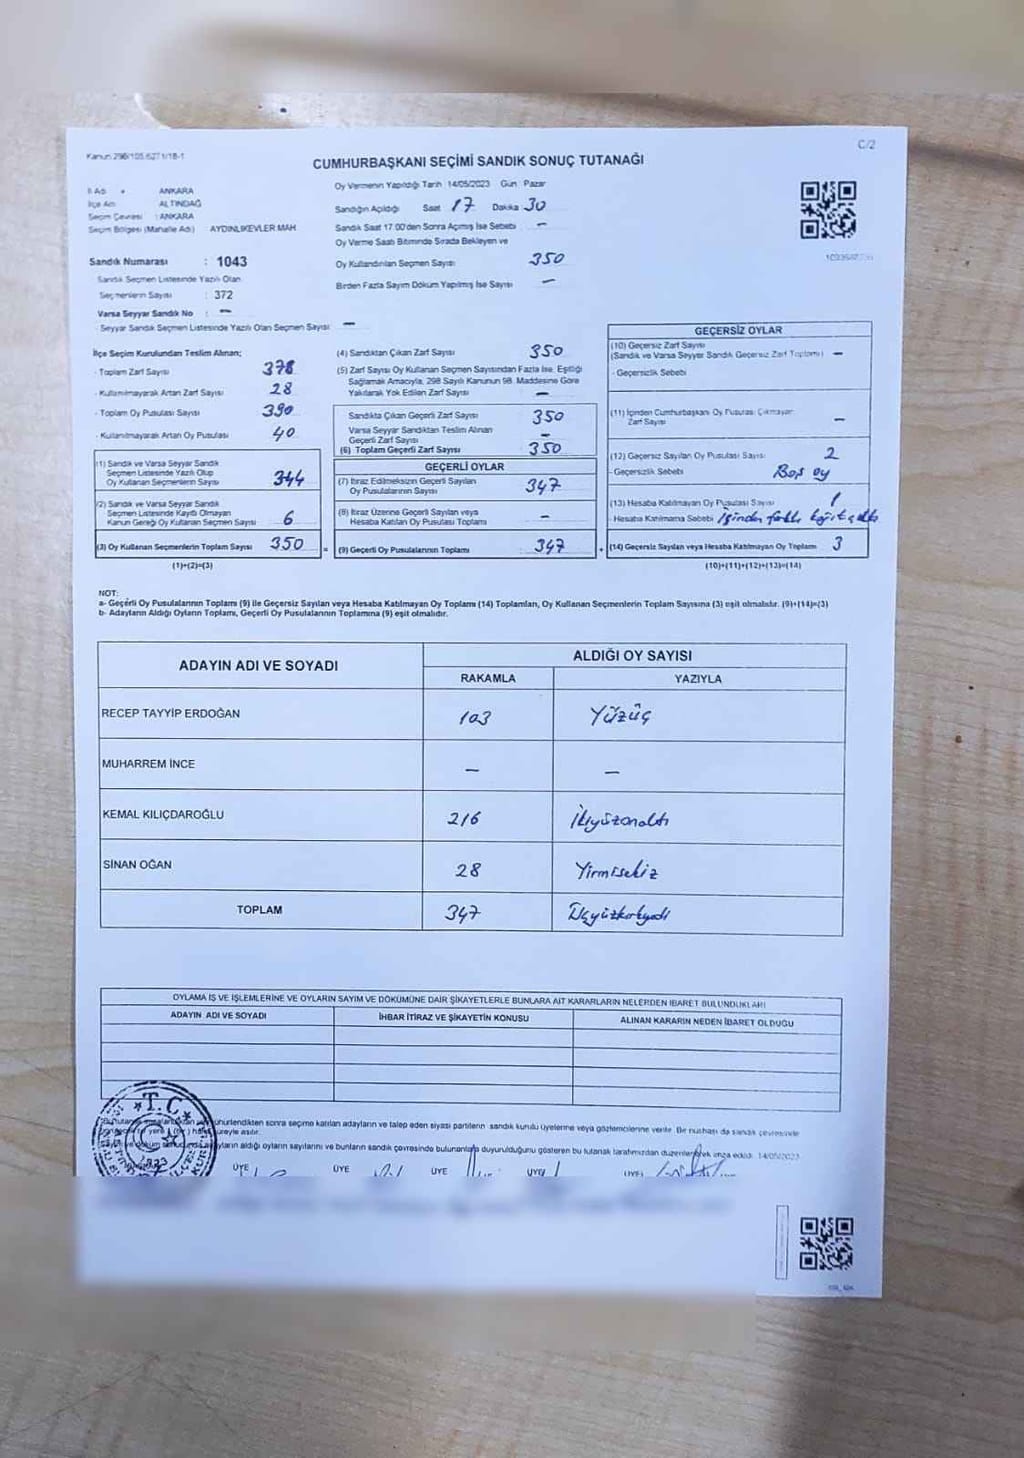 Kanun 298/105 6271/18-1
C/2
CUMHURBAŞKANI SEÇİMİ SANDIK SONUÇ TUTANAĞI
İl Adı : ANKARA
İlçe Adı : ALTINDAĞ
Seçim Çevresi : ANKARA
Seçim Bölgesi (Mahalle Adı) AYDINLIKEVLER MAH
Sandık Numarası : 1043
Sandık Seçmen Listesinde Yazılı Olan
Seçmenlerin Sayısı : 372
Varsa Seyyar Sandık No : -
- Seyyar Sandık Seçmen Listesinde Yazılı Olan Seçmen Sayısı: -
Oy Vermenin Yapıldığı Tarih 14/05/2023 Gün Pazar
Sandığın Açıldığı Saat 17 Dakika 30
Sandık Saat 17.00'den Sonra Açılmış İse Sebebi -
Oy Verme Saati Bitiminde Sırada Bekleyen ve
Oy Kullandırılan Seçmen Sayısı 350
Birden Fazla Sayım Döküm Yapılmış İse Sayısı -
İlçe Seçim Kurulundan Teslim Alınan;
- Toplam Zarf Sayısı 378
- Kullanılmayarak Artan Zarf Sayısı 28
- Toplam Oy Pusulası Sayısı 390
- Kullanılmayarak Artan Oy Pusulası 40
(1) Sandık ve Varsa Seyyar Sandık
Seçmen Listesinde Yazılı Olup
Oy Kullanan Seçmenlerin Sayısı 344
(2) Sandık ve Varsa Seyyar Sandık
Seçmen Listesinde Kayıtlı Olmayan
Kanun Gereği Oy Kullanan Seçmen Sayısı 6
(3) Oy Kullanan Seçmenlerin Toplam Sayısı 350
(1)+(2)=(3)
(4) Sandıktan Çıkan Zarf Sayısı 350
(5) Zarf Sayısı Oy Kullanan Seçmen Sayısından Fazla İse, Eşitliği
Sağlamak Amacıyla, 298 Sayılı Kanunun 98. Maddesine Göre
Yakılarak Yok Edilen Zarf Sayısı -
Sandıkta Çıkan Geçerli Zarf Sayısı 350
Varsa Seyyar Sandıktan Teslim Alınan
Geçerli Zarf Sayısı -
(6) Toplam Geçerli Zarf Sayısı 350
GEÇERLİ OYLAR
(7) İtiraz Edilmeksizin Geçerli Sayılan
Oy Pusulalarının Sayısı 347
(8) İtiraz Üzerine Geçerli Sayılan veya
Hesaba Katılan Oy Pusulası Toplamı -
= (9) Geçerli Oy Pusulalarının Toplamı 347
GEÇERSİZ OYLAR
(10) Geçersiz Zarf Sayısı
(Sandık ve Varsa Seyyar Sandık Geçersiz Zarf Toplamı) -
- Geçersizlik Sebebi
(11) İçinden Cumhurbaşkanı Oy Pusulası Çıkmayan
Zarf Sayısı -
(12) Geçersiz Sayılan Oy Pusulası Sayısı 2
- Geçersizlik Sebebi Boş oy
(13) Hesaba Katılmayan Oy Pusulası Sayısı 1
- Hesaba Katılmama Sebebi İçinden farklı kağıt çıktı
+ (14) Geçersiz Sayılan veya Hesaba Katılmayan Oy Toplamı 3
(10)+(11)+(12)+(13)=(14)
NOT:
a- Geçerli Oy Pusulalarının Toplamı (9) ile Geçersiz Sayılan veya Hesaba Katılmayan Oy Toplamı (14) Toplamları, Oy Kullanan Seçmenlerin Toplam Sayısına (3) eşit olmalıdır. (9)+(14)=(3)
b- Adayların Aldığı Oyların Toplamı, Geçerli Oy Pusulalarının Toplamına (9) eşit olmalıdır.
ADAYIN ADI VE SOYADI
ALDIĞI OY SAYISI
RAKAMLA YAZIYLA
RECEP TAYYİP ERDOĞAN 103 Yüzüç
MUHARREM İNCE - -
KEMAL KILIÇDAROĞLU 216 İkiyüzonaltı
SİNAN OĞAN 28 Yirmisekiz
TOPLAM 347 Üçyüzkırkyedi
OYLAMA İŞ VE İŞLEMLERİNE VE OYLARIN SAYIM VE DÖKÜMÜNE DAİR ŞİKAYETLERLE BUNLARA AİT KARARLARIN NELERDEN İBARET BULUNDUKLARI
ADAYIN ADI VE SOYADI İHBAR İTİRAZ VE ŞİKAYETİN KONUSU ALINAN KARARIN NEDEN İBARET OLDUĞU
T.C.
sonra seçime katılan adayların ve talep eden siyasi partilerin sandık kurulu üyelerine veya gözlemcilerine verilir. Bir nüshası da sandık çevresinde
süreyle asılır.
aldığı oyların sayılarını ve bunların sandık çevresinde bulunanlara duyurulduğunu gösteren bu tutanak tarafımızdan düzenlenerek imza edildi. 14/05/2023
ÜYE ÜYE ÜYE ÜYE ÜYE